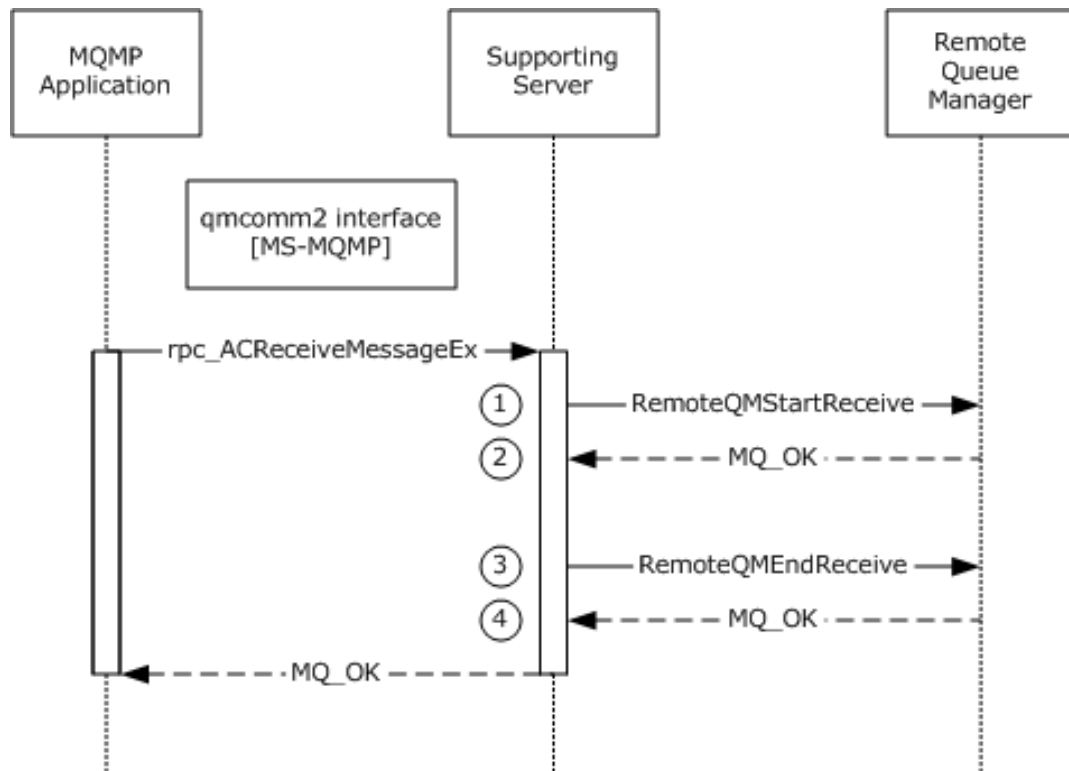 MQMP
Application
Supporting
Server
Remote
Queue
Manager
qmcomm2 interface
[MS-MQMP]
rpc_ACReceiveMessageEx
1
RemoteQMStartReceive
2
MQ_OK
3
RemoteQMEndReceive
4
MQ_OK
MQ_OK